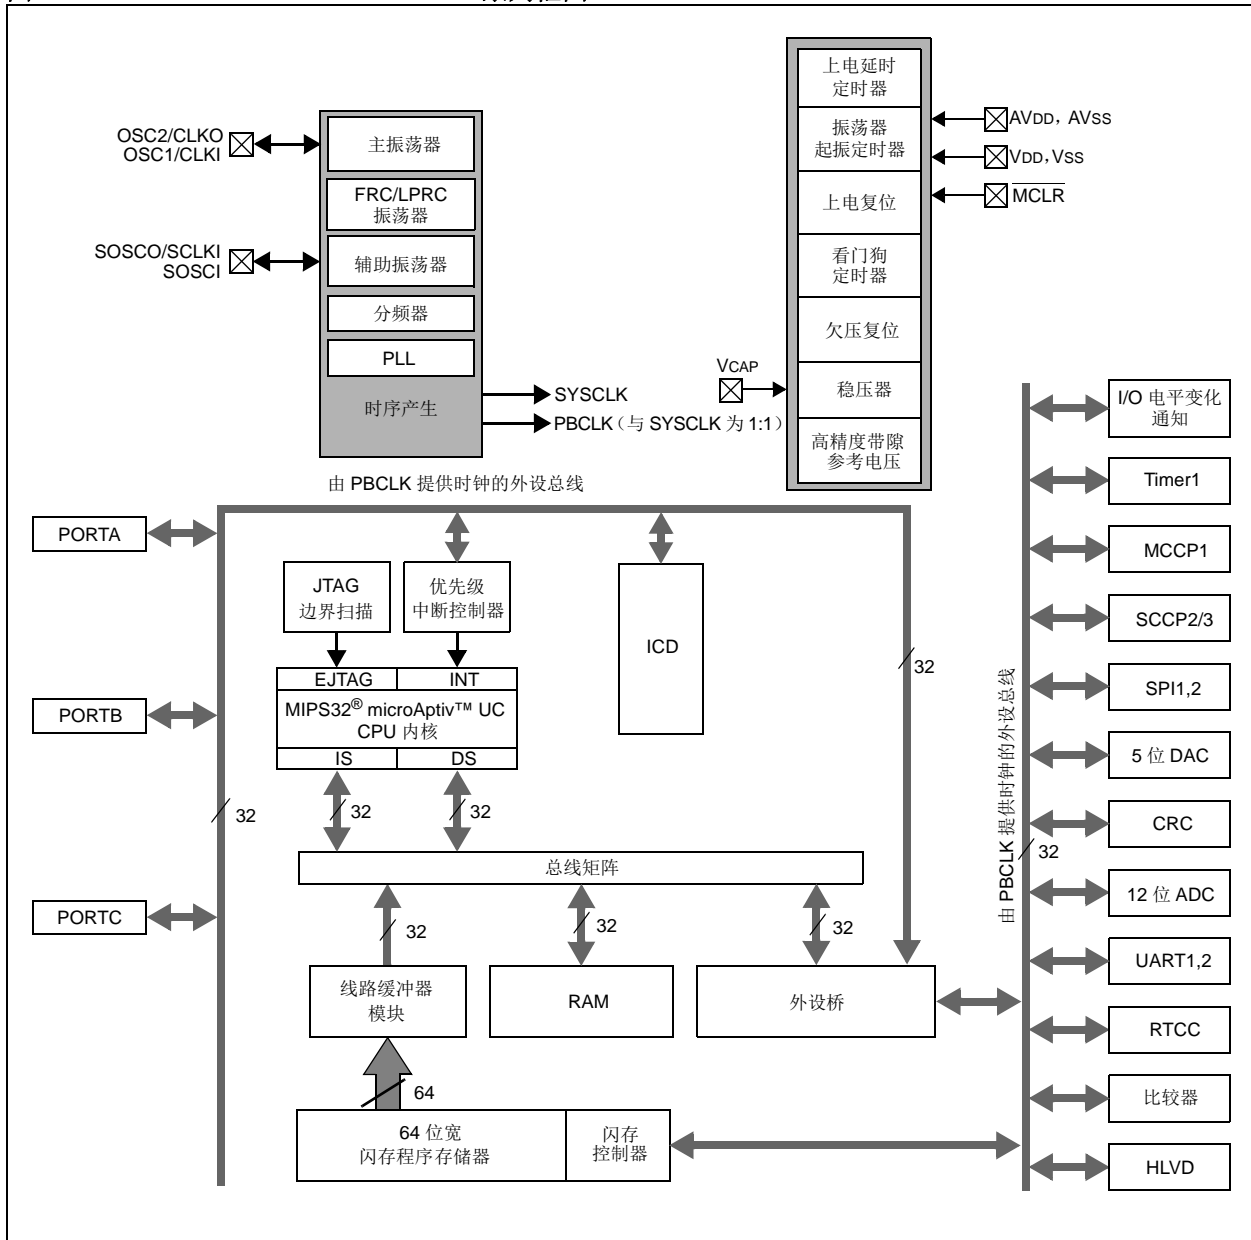 OSC2/CLKO
OSC1/CLKI
主振荡器
FRC/LPRC
振荡器
SOSCO/SCLKI
SOSCI
辅助振荡器
分频器
PLL
时序产生
SYSCLK
PBCLK（与 SYSCLK 为 1:1）
上电延时
定时器
振荡器
起振定时器
上电复位
看门狗
定时器
欠压复位
稳压器
高精度带隙
参考电压
AVDD，AVSS
VDD，VSS
MCLR
VCAP
由 PBCLK 提供时钟的外设总线
PORTA
PORTB
PORTC
32
JTAG
边界扫描
优先级
中断控制器
ICD
32
EJTAG
INT
MIPS32® microAptiv™ UC
CPU 内核
IS
DS
32
32
总线矩阵
32
32
32
线路缓冲器
模块
RAM
外设桥
64
64 位宽
闪存程序存储器
闪存
控制器
由 PBCLK 提供时钟的外设总线
32
I/O 电平变化
通知
Timer1
MCCP1
SCCP2/3
SPI1,2
5 位 DAC
CRC
12 位 ADC
UART1,2
RTCC
比较器
HLVD